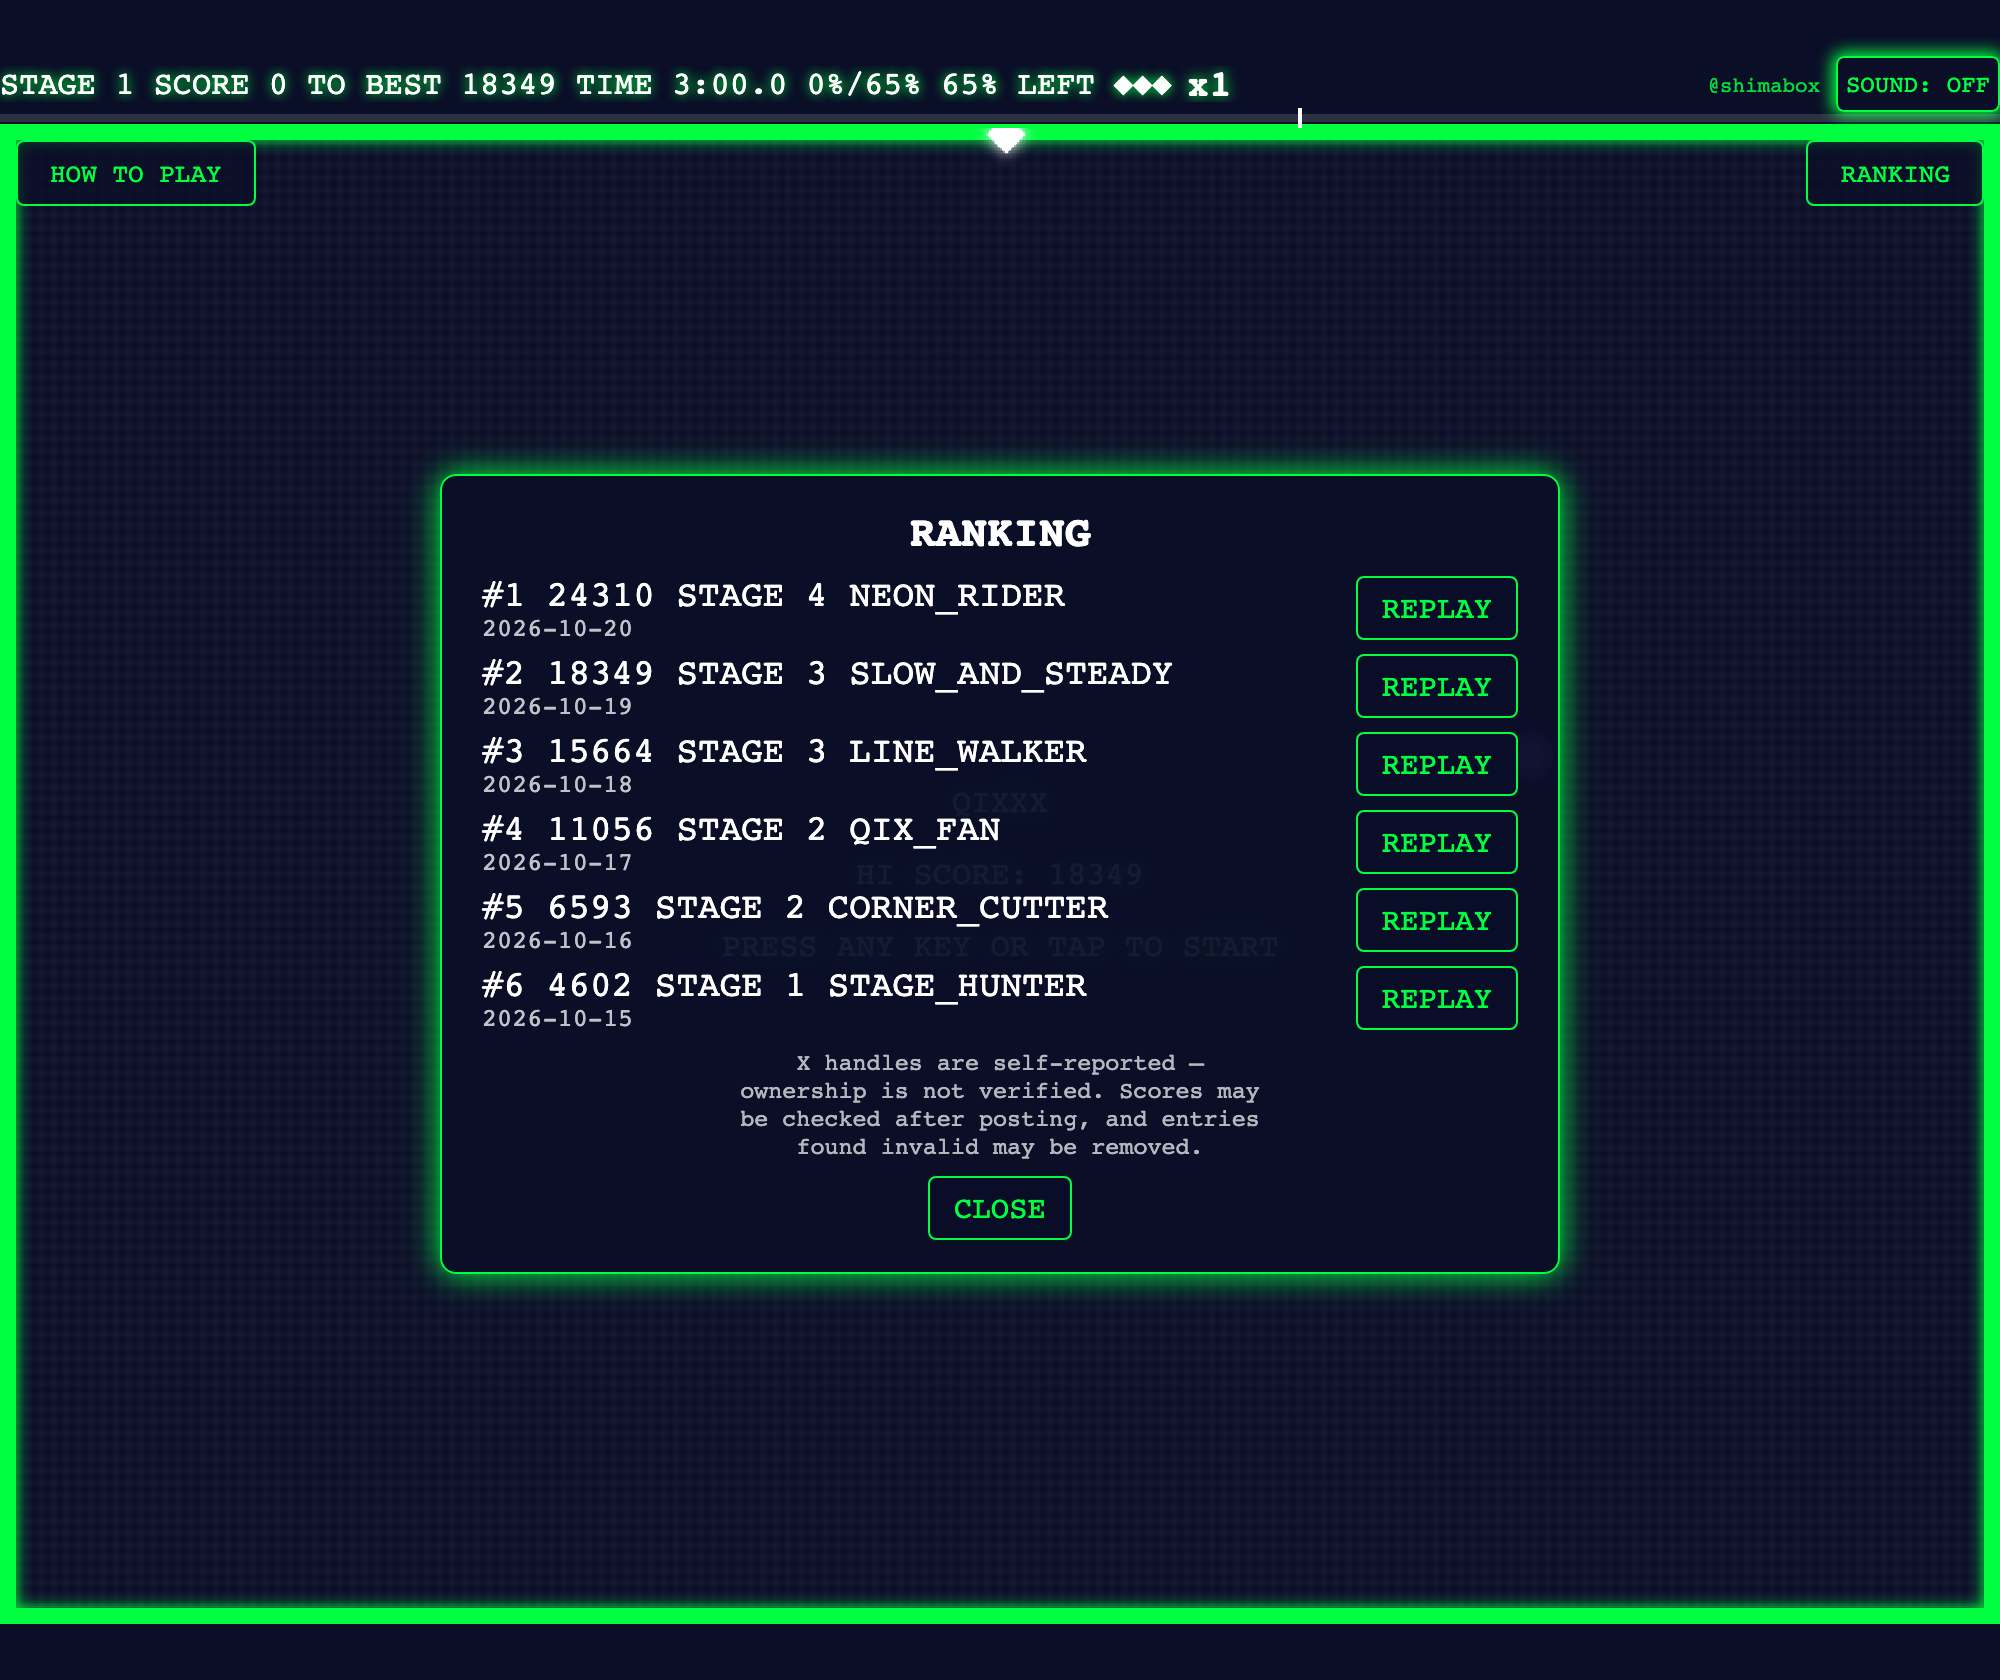 STAGE 1 SCORE 0 TO BEST 18349 TIME 3:00.0 0%/65% 65% LEFT ◆◆◆ x1
@shimabox
SOUND: OFF
HOW TO PLAY
RANKING
RANKING
#1 24310 STAGE 4 NEON_RIDER
2026-10-20
REPLAY
#2 18349 STAGE 3 SLOW_AND_STEADY
2026-10-19
REPLAY
#3 15664 STAGE 3 LINE_WALKER
2026-10-18
REPLAY
QIXXX
#4 11056 STAGE 2 QIX_FAN
2026-10-17
REPLAY
HI SCORE: 18349
#5 6593 STAGE 2 CORNER_CUTTER
2026-10-16
REPLAY
PRESS ANY KEY OR TAP TO START
#6 4602 STAGE 1 STAGE_HUNTER
2026-10-15
REPLAY
X handles are self-reported —
ownership is not verified. Scores may
be checked after posting, and entries
found invalid may be removed.
CLOSE